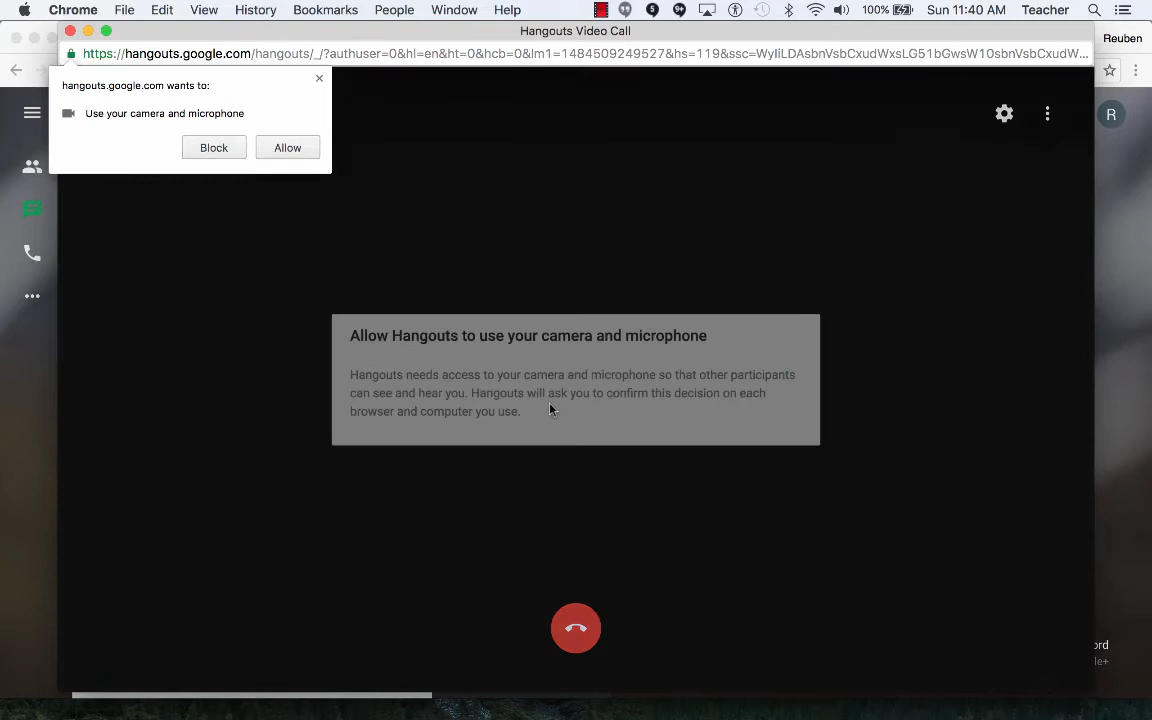 Chrome File Edit View History Bookmarks People Window Help 5 9+ 100% Sun 11:40 AM Teacher
Hangouts Video Call
Reuben
https://hangouts.google.com/hangouts/_/?authuser=0&hl=en&ht=0&hcb=0&lm1=1484509249527&hs=119&ssc=WyIiLDAsbnVsbCxudWxsLG51bGwsW10sbnVsbCxudW...
hangouts.google.com wants to:
Use your camera and microphone
R
Block Allow
Allow Hangouts to use your camera and microphone
Hangouts needs access to your camera and microphone so that other participants
can see and hear you. Hangouts will ask you to confirm this decision on each
browser and computer you use.
ord
le+